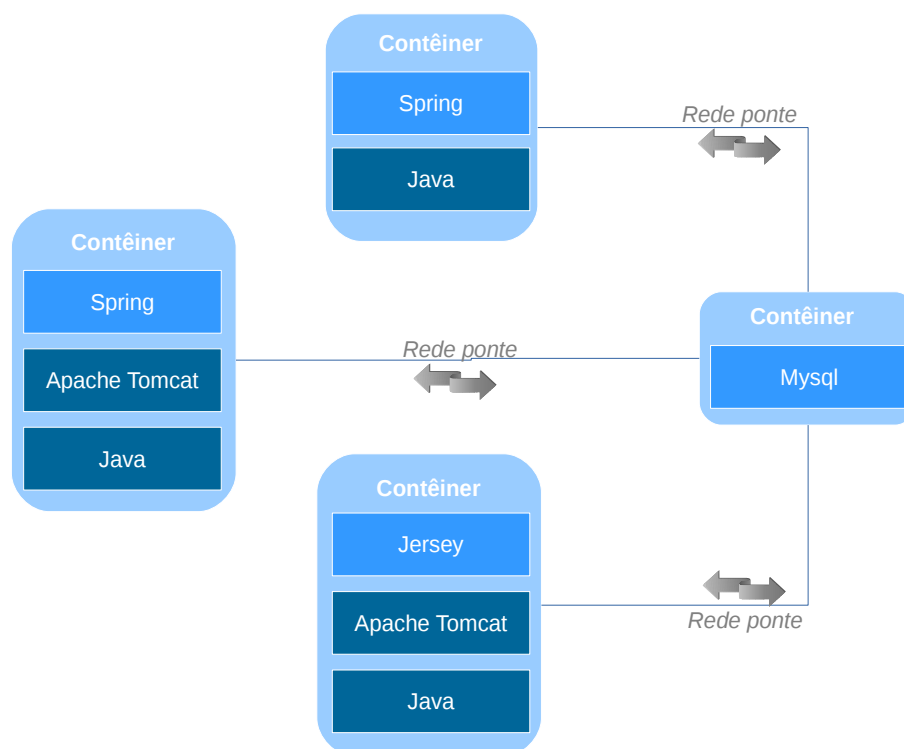 Contêiner
Spring
Java
Rede ponte
Contêiner
Spring
Apache Tomcat
Java
Rede ponte
Contêiner
Mysql
Contêiner
Jersey
Apache Tomcat
Java
Rede ponte